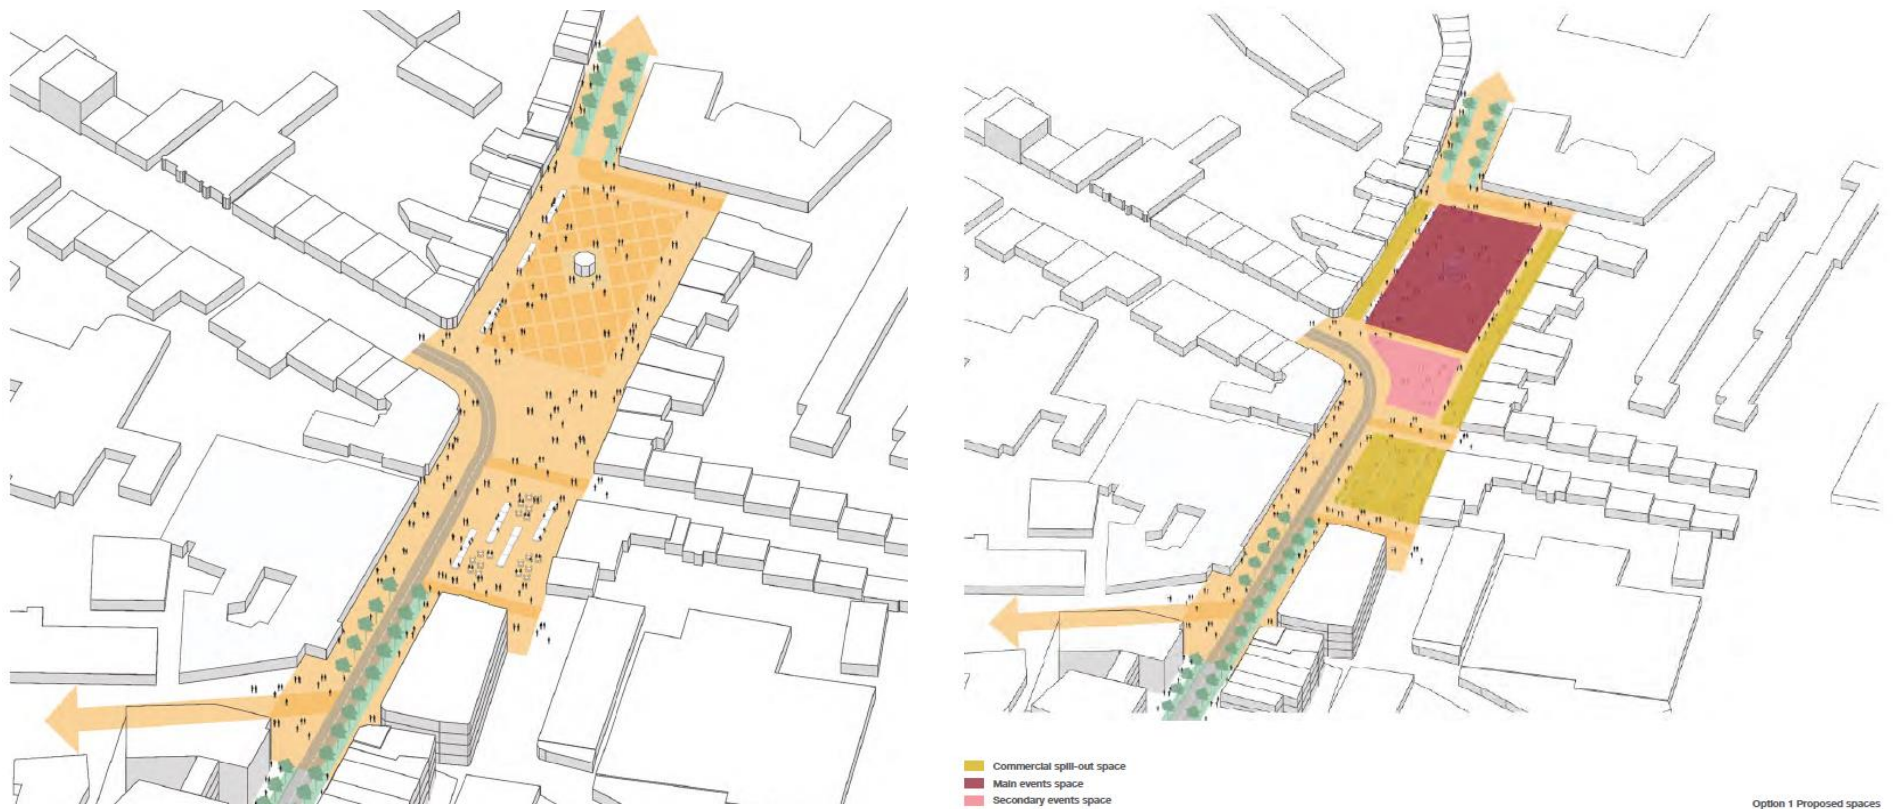 Commercial spill-out space
Main events space
Secondary events space
Option 1 Proposed spaces